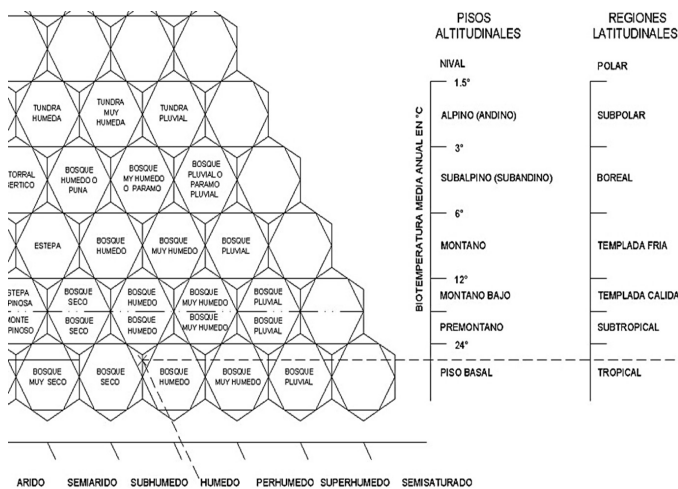 PISOS
ALTITUDINALES
REGIONES
LATITUDINALES
NIVAL
POLAR
1.5°
TUNDRA
HUMEDA
TUNDRA
MUY
HUMEDA
TUNDRA
PLUVIAL
ALPINO (ANDINO)
SUBPOLAR
3°
TORRAL
SERTICO
BOSQUE
HUMEDO O
PUNA
BOSQUE
MY HUMEDO
O PARAMO
BOSQUE
PLUVIAL O
PARAMO
PLUVIAL
SUBALPINO (SUBANDINO)
BOREAL
6°
BIOTEMPERATURA MEDIA ANUAL EN °C
ESTEPA
BOSQUE
HUMEDO
BOSQUE
MUY HUMEDO
BOSQUE
PLUVIAL
MONTANO
TEMPLADA FRIA
12°
STEPA
PINOSA
BOSQUE
SECO
BOSQUE
HUMEDO
BOSQUE
MUY HUMEDO
BOSQUE
PLUVIAL
MONTANO BAJO
TEMPLADA CALIDA
MONTE
PINOSO
BOSQUE
SECO
BOSQUE
HUMEDO
BOSQUE
MUY HUMEDO
BOSQUE
PLUVIAL
PREMONTANO
SUBTROPICAL
24°
BOSQUE
MUY SECO
BOSQUE
SECO
BOSQUE
HUMEDO
BOSQUE
MUY HUMEDO
BOSQUE
PLUVIAL
PISO BASAL
TROPICAL
ARIDO SEMIARIDO SUBHUMEDO HUMEDO PERHUMEDO SUPERHUMEDO SEMISATURADO